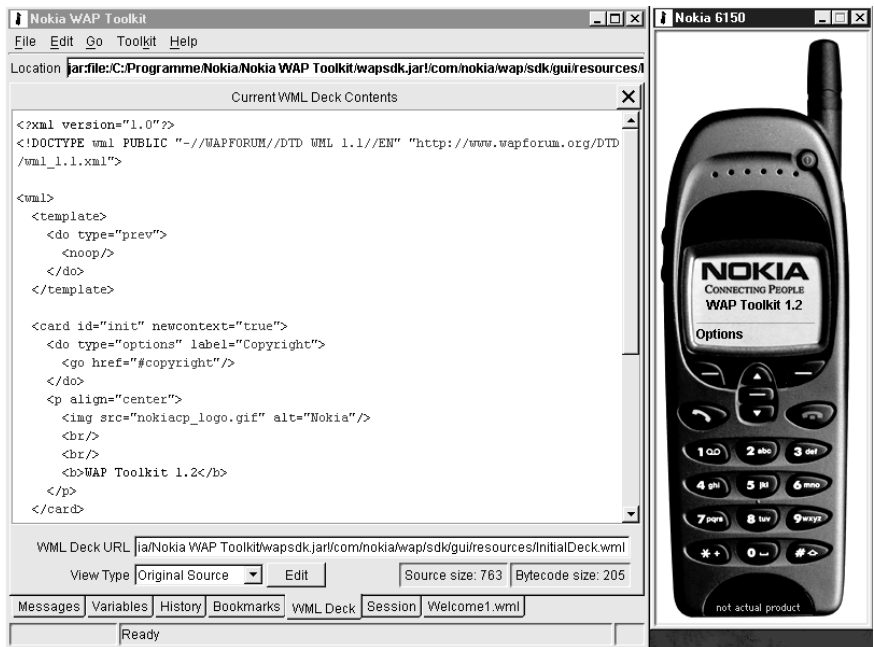 Nokia WAP Toolkit
File Edit Go Toolkit Help
Location jar:file:/C:/Programme/Nokia/Nokia WAP Toolkit/wapsdk.jar!/com/nokia/wap/sdk/gui/resources/I
Current WML Deck Contents
<?xml version="1.0"?>
<!DOCTYPE wml PUBLIC "-//WAPFORUM//DTD WML 1.1//EN" "http://www.wapforum.org/DTD
/wml_1.1.xml">
<wml>
<template>
<do type="prev">
<noop/>
</do>
</template>
<card id="init" newcontext="true">
<do type="options" label="Copyright">
<go href="#copyright"/>
</do>
<p align="center">
<img src="nokiacp_logo.gif" alt="Nokia"/>
<br/>
<br/>
<b>WAP Toolkit 1.2</b>
</p>
</card>
WML Deck URL ia/Nokia WAP Toolkit/wapsdk.jar!/com/nokia/wap/sdk/gui/resources/InitialDeck.wml
View Type Original Source Edit Source size: 763 Bytecode size: 205
Messages Variables History Bookmarks WML Deck Session Welcome1.wml
Ready
Nokia 6150
NOKIA
CONNECTING PEOPLE
WAP Toolkit 1.2
Options
1 2 abc 3 def
4 ghi 5 jkl 6 mno
7 pqrs 8 tuv 9 wxyz
* + 0 #
not actual product